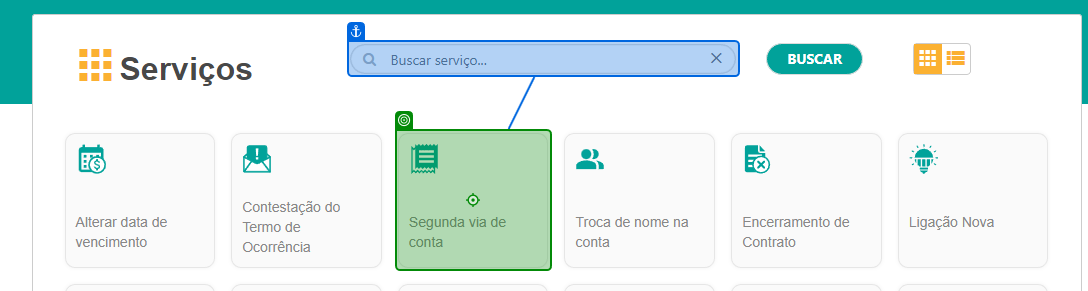 Serviços
Buscar serviço...
BUSCAR
Alterar data de
vencimento
Contestação do
Termo de
Ocorrência
Segunda via de
conta
Troca de nome na
conta
Encerramento de
Contrato
Ligação Nova